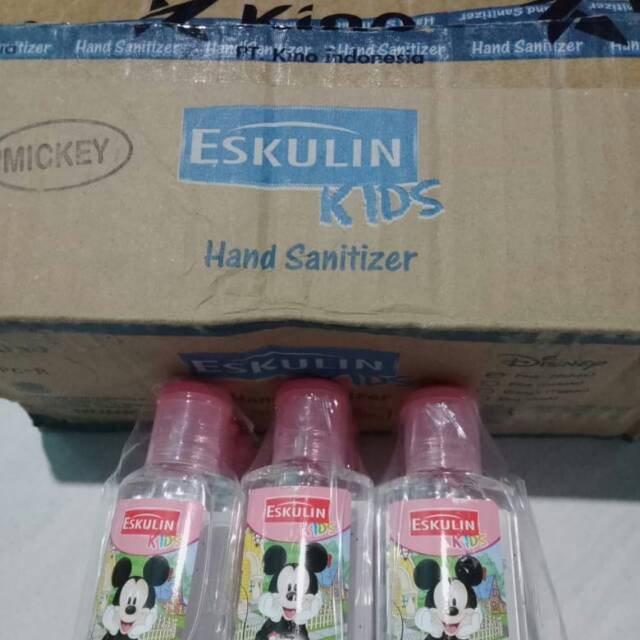 Kino
Hand Sanitizer
Hand Sanitizer
Hand Sanitizer
Hand Sanitizer
PT. Kino Indonesia
MICKEY
ESKULIN
KIDS
Hand Sanitizer
ESKULIN
KIDS
Disney
ESKULIN
KIDS
ESKULIN
KIDS
ESKULIN
KIDS